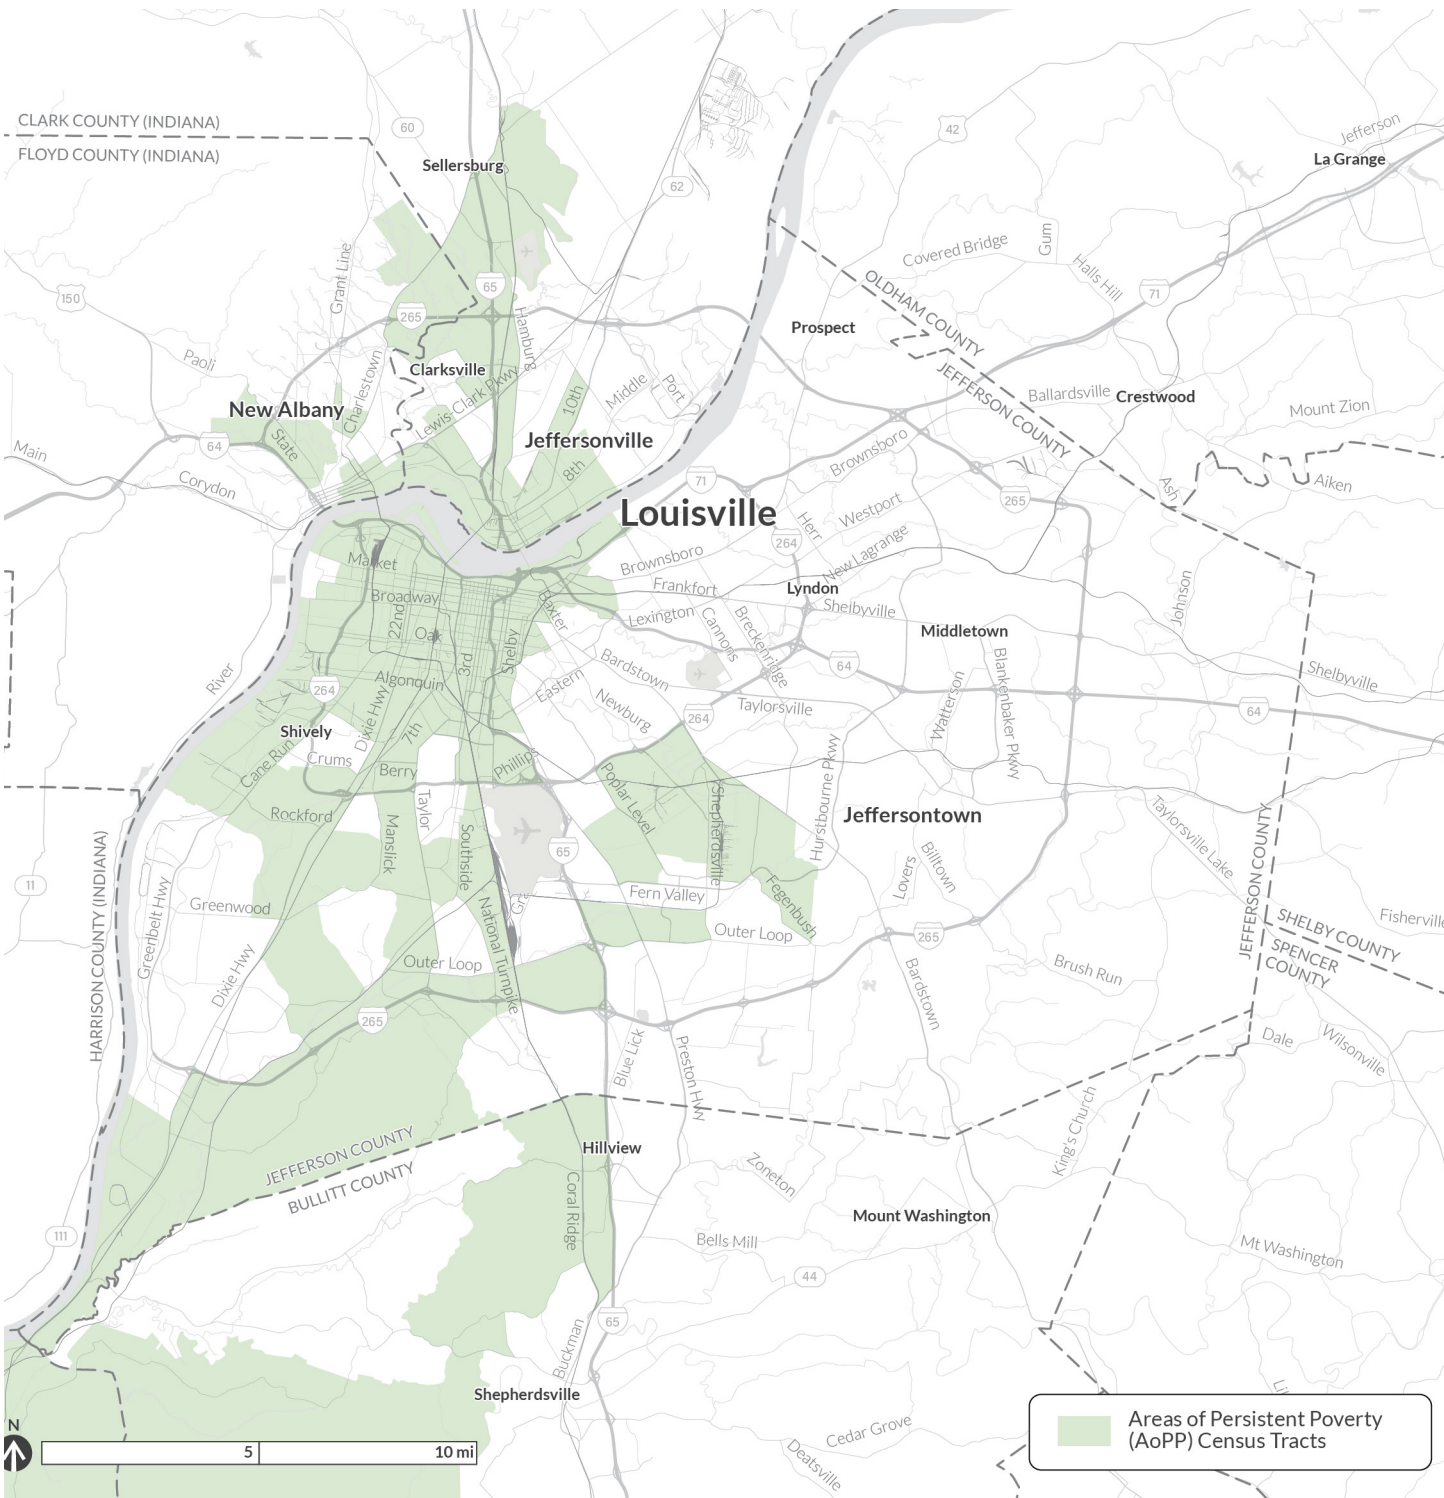 CLARK COUNTY (INDIANA)
FLOYD COUNTY (INDIANA)
60
Sellersburg
62
42
Jefferson
La Grange
Covered Bridge
Gum
Halls Hill
71
150
Grant Line
65
265
Hamburg
OLDHAM COUNTY
JEFFERSON COUNTY
Prospect
Paoli
Charlestown
Clarksville
Lewis-Clark Pkwy
10th
Middle
Port
Ballardsville
Crestwood
Mount Zion
New Albany
State
64
Main
Corydon
Jeffersonville
8th
Louisville
71
Brownsboro
265
Ash
Aiken
Westport
Herr
264
New Lagrange
Market
Broadway
22nd
Oak
3rd
Shelby
Baxter
Brownsboro
Frankfort
Lexington
Cannons
Breckenridge
Lyndon
Shelbyville
Middletown
Johnson
Shelbyville
River
264
Algonquin
Dixie Hwy
7th
Eastern
Bardstown
Newburg
264
Taylorsville
64
Watterson
Blankenbaker Pkwy
64
Shively
Crums
Cane Run
Berry
Phillips
Rockford
Taylor
Manslick
Southside
Poplar Level
Shepherdsville
Hurstbourne Pkwy
Jeffersontown
Taylorsville Lake
65
Lovers
Billtown
Fern Valley
Fegenbush
11
Greenwood
Greenbelt Hwy
HARRISON COUNTY (INDIANA)
Dixie Hwy
National Turnpike
Outer Loop
Outer Loop
265
265
Bardstown
Brush Run
JEFFERSON COUNTY
SHELBY COUNTY
SPENCER
COUNTY
Fisherville
Dale
Wilsonville
Blue Lick
Preston Hwy
King's Church
JEFFERSON COUNTY
BULLITT COUNTY
Hillview
Coral Ridge
Zoneton
Mount Washington
Bells Mill
44
Mt Washington
111
65
Buckman
Shepherdsville
Cedar Grove
Deatsville
N
5
10 mi
Areas of Persistent Poverty
(AoPP) Census Tracts